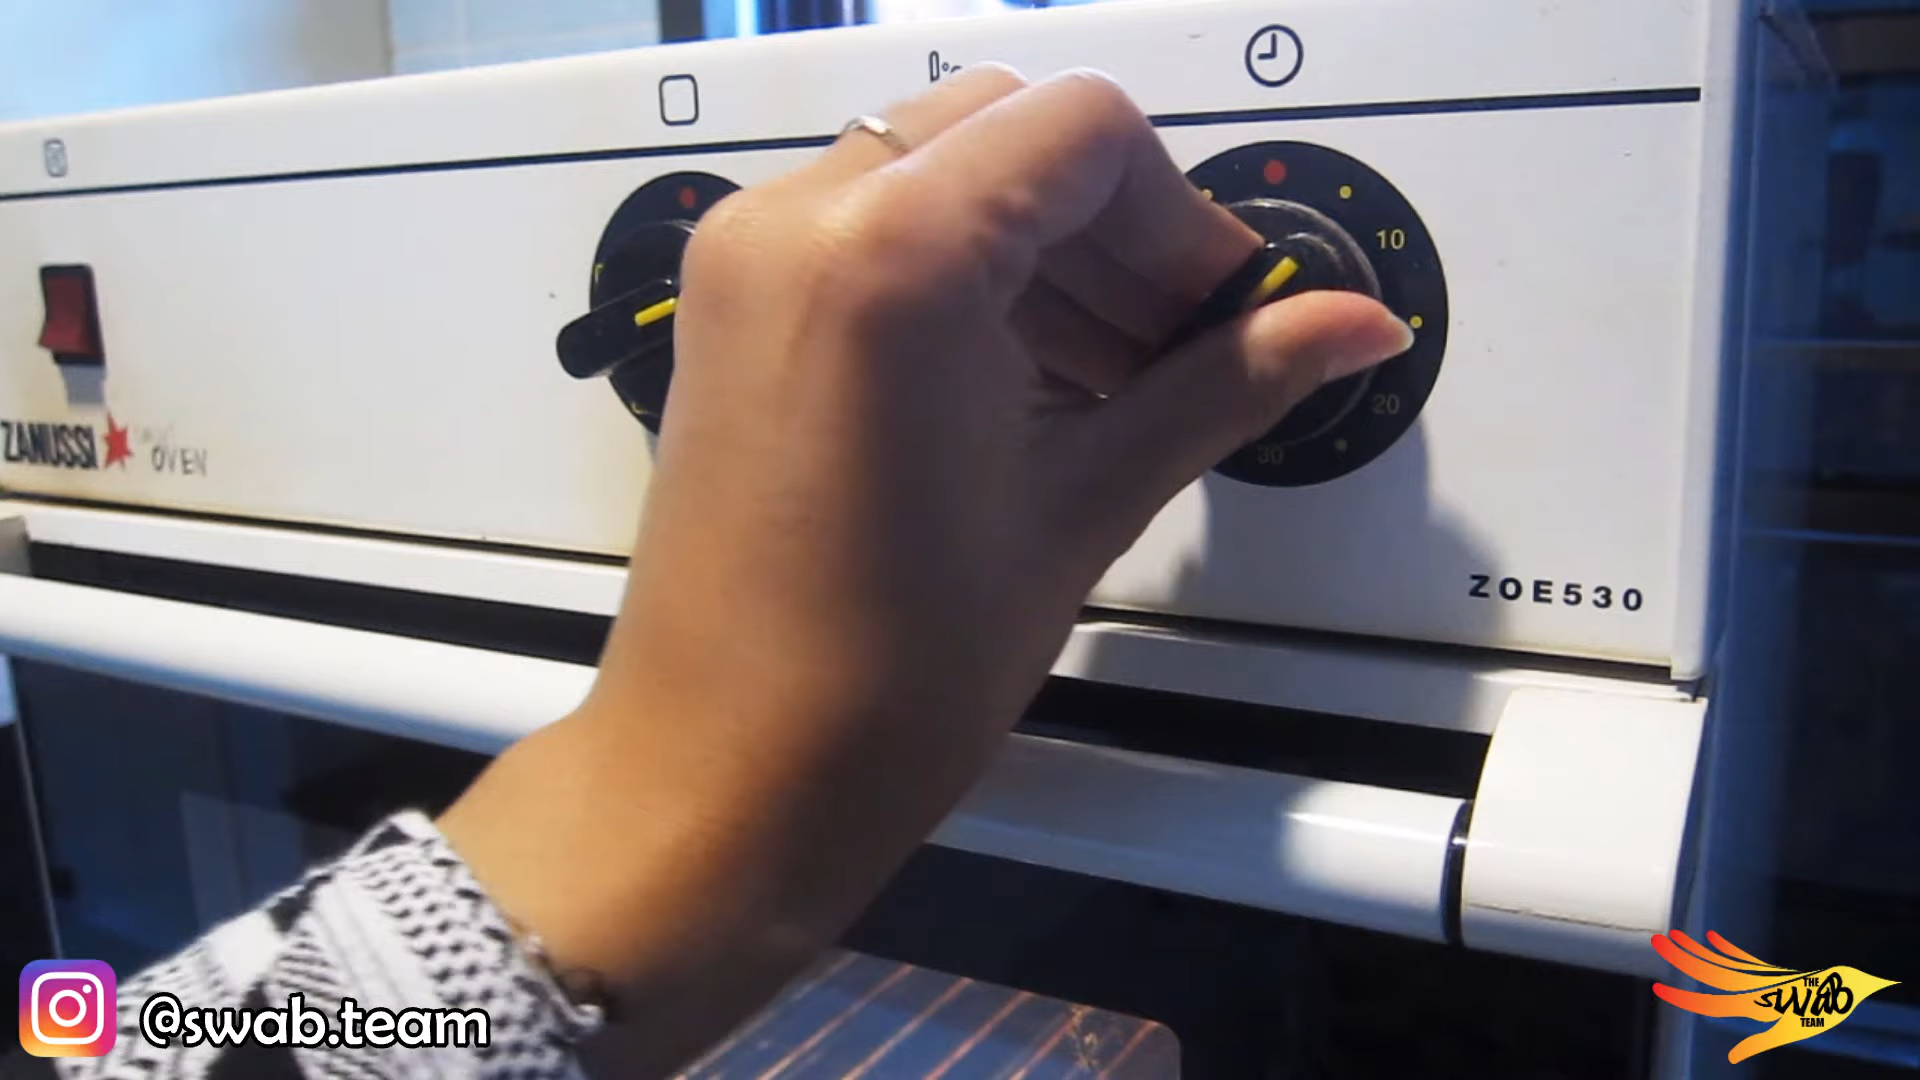 10
20
30
ZANUSSI
OVEN
ZOE530
@swab.team
THE
SWAB
TEAM